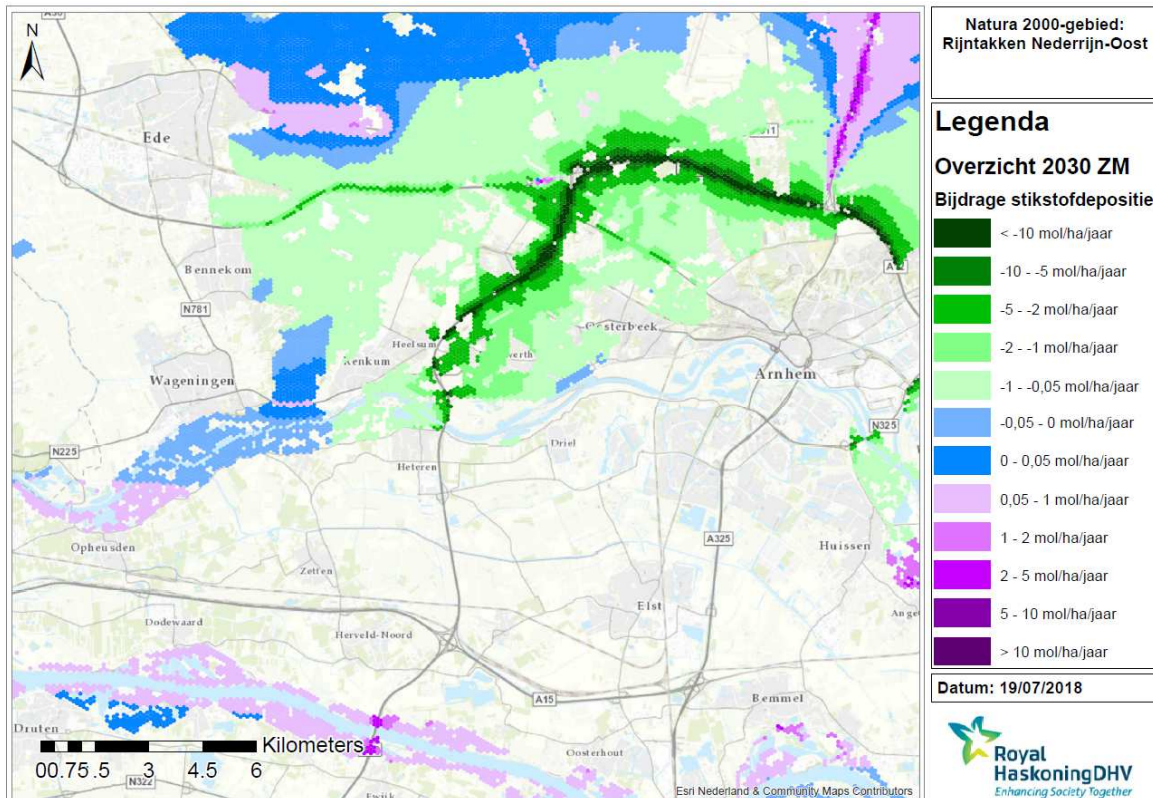 N
Ede
Bennekom
N781
Wageningen
N225
Heelsum
Renkum
Oosterbeek
Arnhem
N325
Driel
Heteren
Opheusden
Zetten
A325
Huissen
Elst
Dodewaard
Herveld-Noord
A15
Bemmel
Druten
Oosterhout
N322
Kilometers
00.75.5 3 4.5 6
Esri Nederland & Community Maps Contributors
Natura 2000-gebied:
Rijntakken Nederrijn-Oost
Legenda
Overzicht 2030 ZM
Bijdrage stikstofdepositie
< -10 mol/ha/jaar
-10 - -5 mol/ha/jaar
-5 - -2 mol/ha/jaar
-2 - -1 mol/ha/jaar
-1 - -0,05 mol/ha/jaar
-0,05 - 0 mol/ha/jaar
0 - 0,05 mol/ha/jaar
0,05 - 1 mol/ha/jaar
1 - 2 mol/ha/jaar
2 - 5 mol/ha/jaar
5 - 10 mol/ha/jaar
> 10 mol/ha/jaar
Datum: 19/07/2018
Royal
HaskoningDHV
Enhancing Society Together